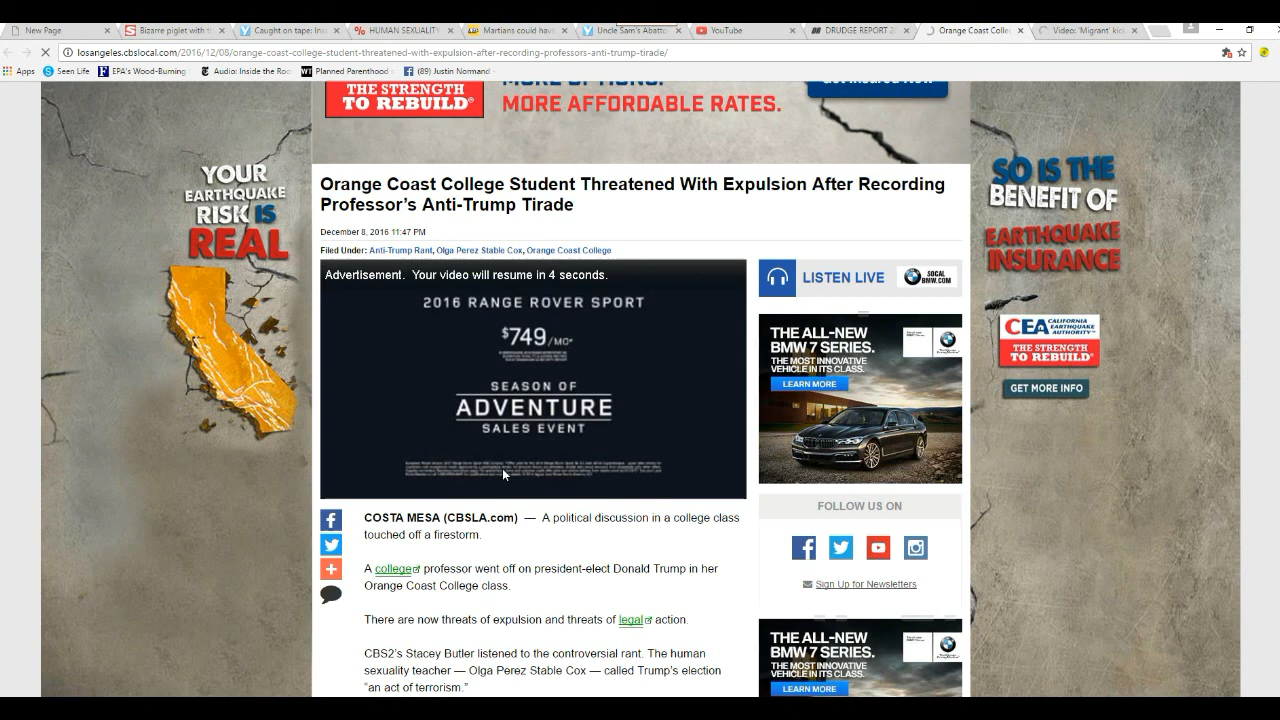 New Page
Bizarre piglet with t
Caught on tape: Ins
HUMAN SEXUALITY
Martians could have
Uncle Sam's Abatto
YouTube
DRUDGE REPORT 2
Orange Coast Colle
Video: 'Migrant' kic
losangeles.cbslocal.com/2016/12/08/orange-coast-college-student-threatened-with-expulsion-after-recording-professors-anti-trump-tirade/
Apps
Seen Life
EPA's Wood-Burning
Audio: Inside the Roo
Planned Parenthood
(89) Justin Normand
THE STRENGTH
TO REBUILD®
MORE OPTIONS.
MORE AFFORDABLE RATES.
Get Insured Now
YOUR
EARTHQUAKE
RISK IS
REAL
SO IS THE
BENEFIT OF
EARTHQUAKE
INSURANCE
CEA CALIFORNIA
EARTHQUAKE
AUTHORITY
THE STRENGTH
TO REBUILD®
GET MORE INFO
Orange Coast College Student Threatened With Expulsion After Recording
Professor's Anti-Trump Tirade
December 8, 2016 11:47 PM
Filed Under: Anti-Trump Rant, Olga Perez Stable Cox, Orange Coast College
Advertisement. Your video will resume in 4 seconds.
2016 RANGE ROVER SPORT
$749/MO*
SEASON OF
ADVENTURE
SALES EVENT
LISTEN LIVE
SOCAL
BMW.COM
THE ALL-NEW
BMW 7 SERIES.
THE MOST INNOVATIVE
VEHICLE IN ITS CLASS.
LEARN MORE
FOLLOW US ON
Sign Up for Newsletters
THE ALL-NEW
BMW 7 SERIES.
THE MOST INNOVATIVE
VEHICLE IN ITS CLASS.
LEARN MORE
COSTA MESA (CBSLA.com) — A political discussion in a college class
touched off a firestorm.
A college professor went off on president-elect Donald Trump in her
Orange Coast College class.
There are now threats of expulsion and threats of legal action.
CBS2's Stacey Butler listened to the controversial rant. The human
sexuality teacher — Olga Perez Stable Cox — called Trump's election
"an act of terrorism."